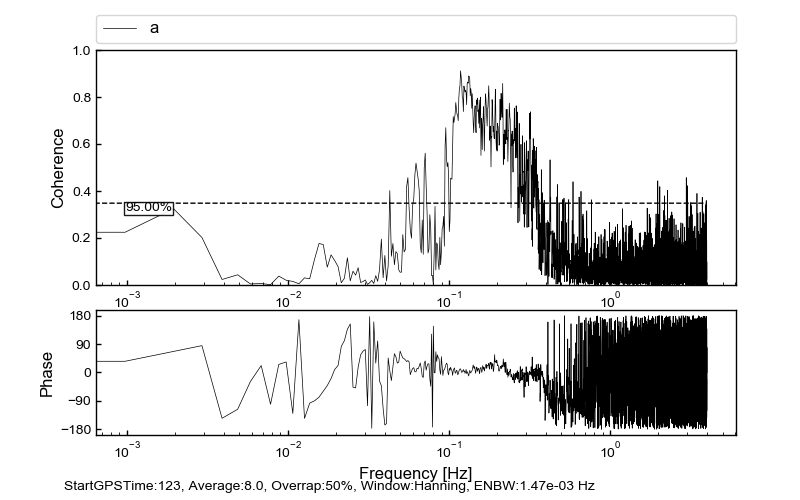 a
1.0
0.8
0.6
0.4
0.2
0.0
Coherence
95.00%
10⁻³ 10⁻² 10⁻¹ 10⁰
180
90
0
−90
−180
Phase
10⁻³ 10⁻² 10⁻¹ 10⁰
Frequency [Hz]
StartGPSTime:123, Average:8.0, Overrap:50%, Window:Hanning, ENBW:1.47e-03 Hz